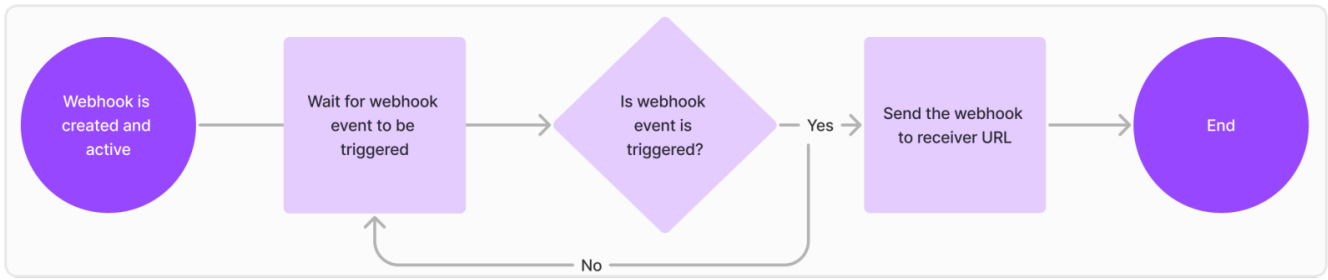 Webhook is
created and
active
Wait for webhook
event to be
triggered
Is webhook
event is
triggered?
Yes
Send the webhook
to receiver URL
End
No